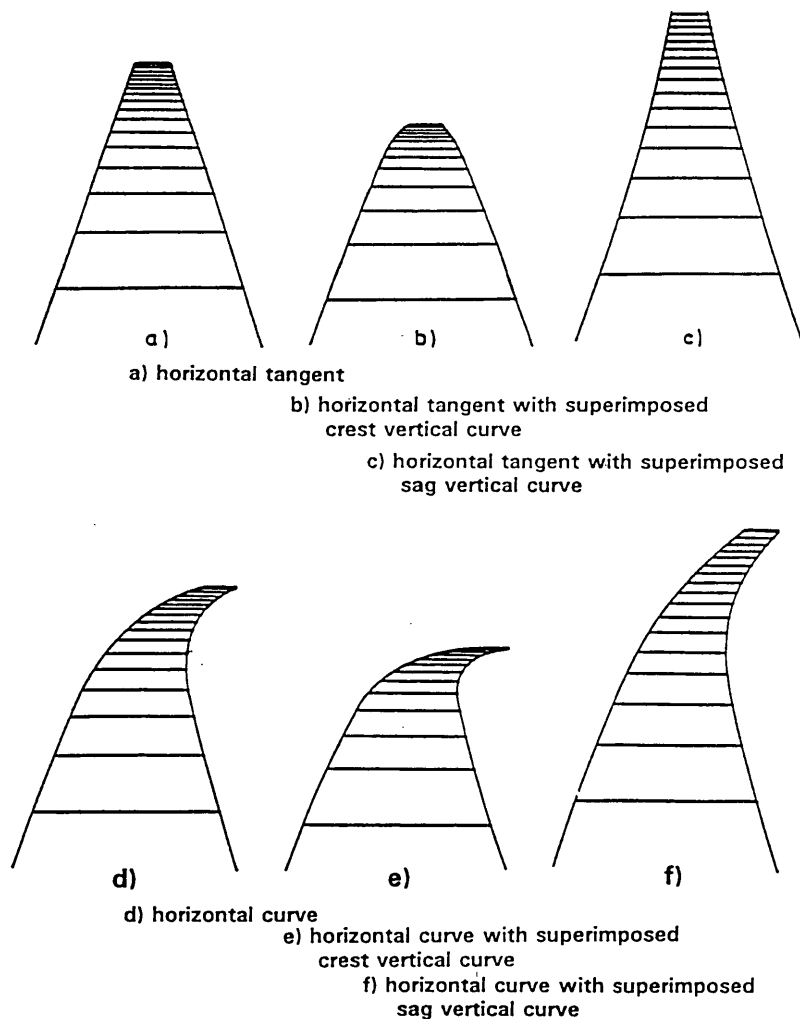 a)
b)
c)
a) horizontal tangent
b) horizontal tangent with superimposed
crest vertical curve
c) horizontal tangent with superimposed
sag vertical curve
d)
e)
f)
d) horizontal curve
e) horizontal curve with superimposed
crest vertical curve
f) horizontal curve with superimposed
sag vertical curve